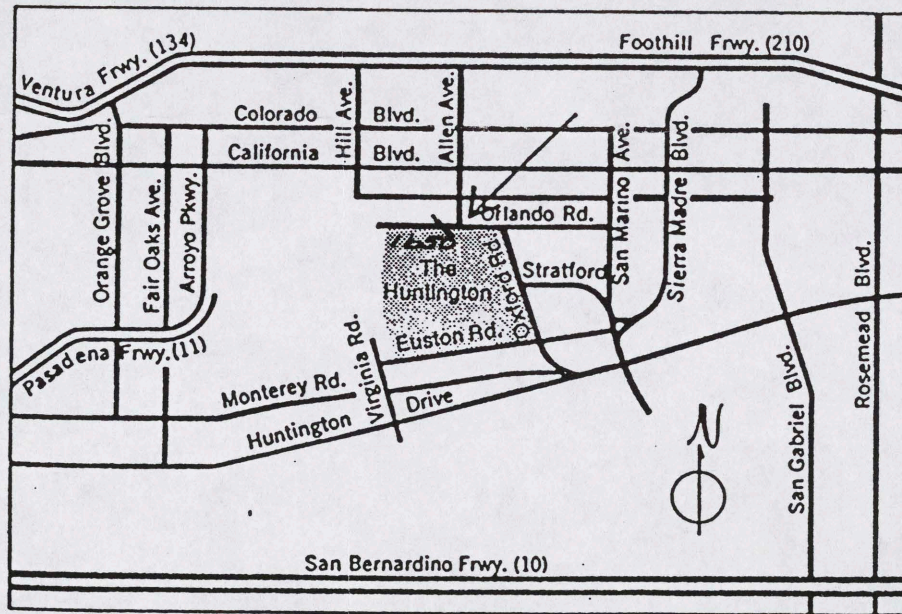 Ventura Frwy. (134)
Foothill Frwy. (210)
Colorado Blvd.
California Blvd.
Hill Ave.
Allen Ave.
Orange Grove Blvd.
Fair Oaks Ave.
Arroyo Pkwy.
Orlando Rd.
San Marino Ave.
Sierra Madre Blvd.
The
Huntington
Oxford Rd.
Stratford
Euston Rd.
Virginia Rd.
Pasadena Frwy. (11)
Monterey Rd.
Huntington Drive
San Gabriel Blvd.
Rosemead Blvd.
N
San Bernardino Frwy. (10)